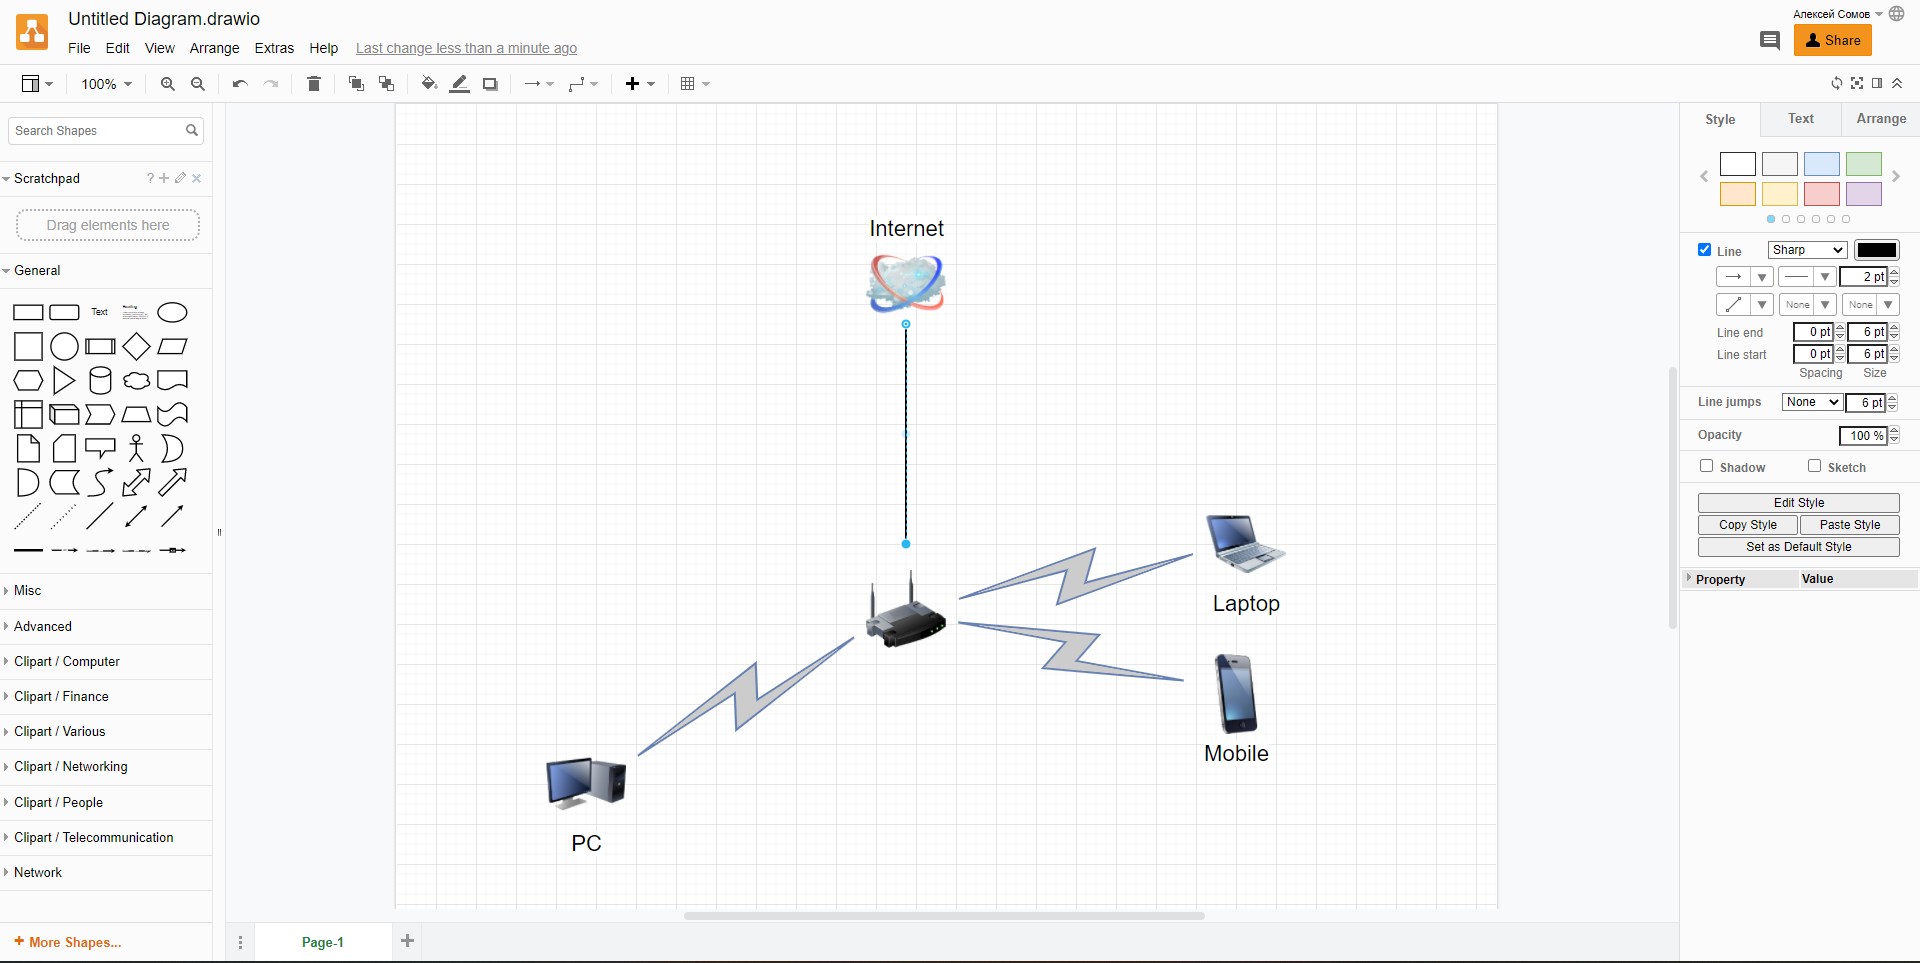 Untitled Diagram.drawio
Алексей Сомов
File Edit View Arrange Extras Help Last change less than a minute ago
Share
100%
Search Shapes
Scratchpad
?
Drag elements here
General
Text
Heading
Misc
Advanced
Clipart / Computer
Clipart / Finance
Clipart / Various
Clipart / Networking
Clipart / People
Clipart / Telecommunication
Network
+ More Shapes...
Internet
Laptop
Mobile
PC
Page-1
Style Text Arrange
Line Sharp
2 pt
None None
Line end 0 pt 6 pt
Line start 0 pt 6 pt
Spacing Size
Line jumps None 6 pt
Opacity 100 %
Shadow Sketch
Edit Style
Copy Style Paste Style
Set as Default Style
Property Value